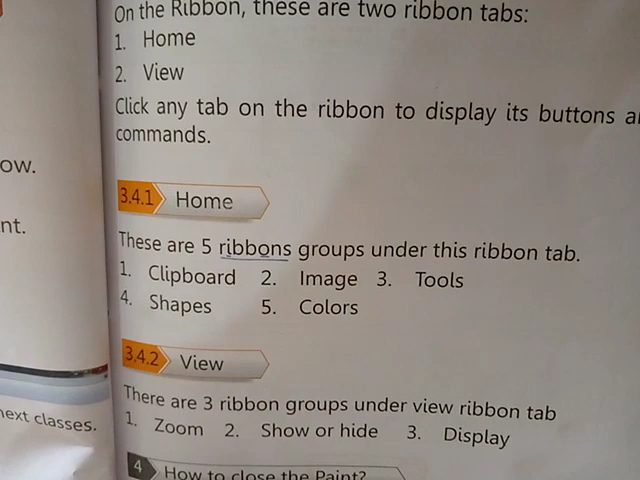 On the Ribbon, these are two ribbon tabs:
1. Home
2. View
Click any tab on the ribbon to display its buttons
commands.
ow.
3.4.1 Home
nt.
These are 5 ribbons groups under this ribbon tab.
1. Clipboard 2. Image 3. Tools
4. Shapes 5. Colors
3.4.2 View
There are 3 ribbon groups under view ribbon tab
1. Zoom 2. Show or hide 3. Display
next classes.
4 How to close the Paint?